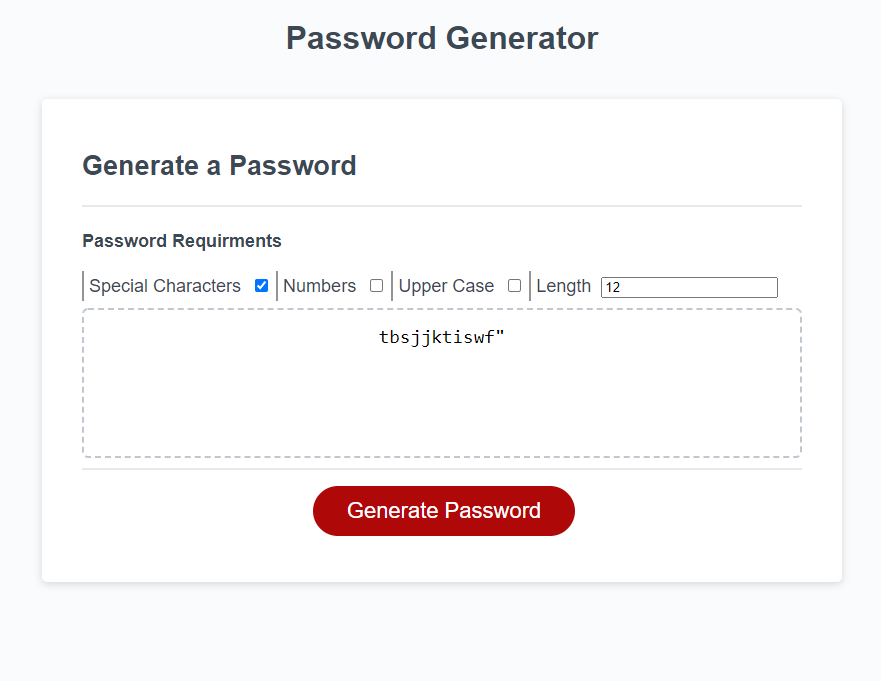 Password Generator
Generate a Password
Password Requirments
Special Characters Numbers Upper Case Length 12
tbsjjktiswf"
Generate Password